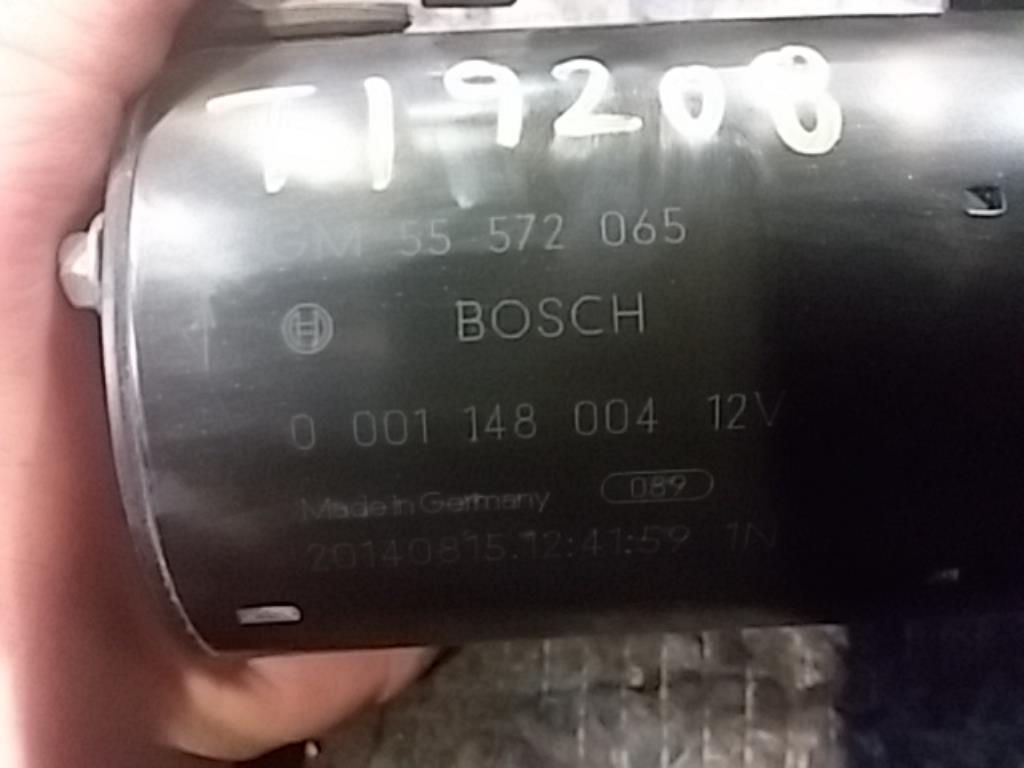 T19208
GM 55 572 065
BOSCH
0 001 148 004 12V
Made in Germany 089
20140815.12:41:59 1N